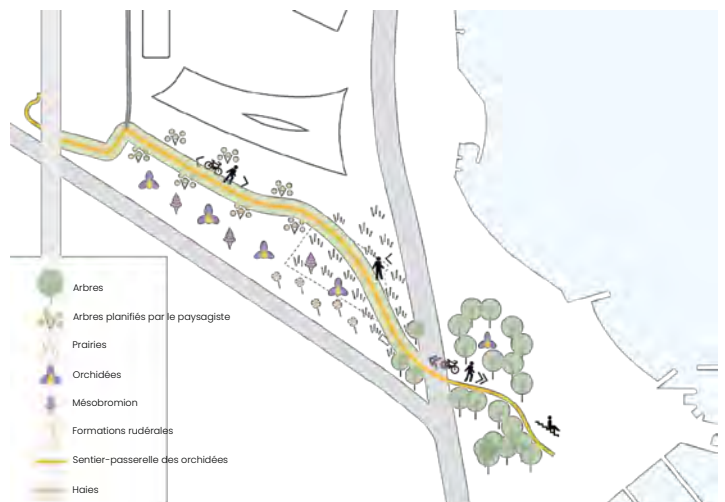 Arbres
Arbres planifiés par le paysagiste
Prairies
Orchidées
Mésobromion
Formations rudérales
Sentier-passerelle des orchidées
Haies